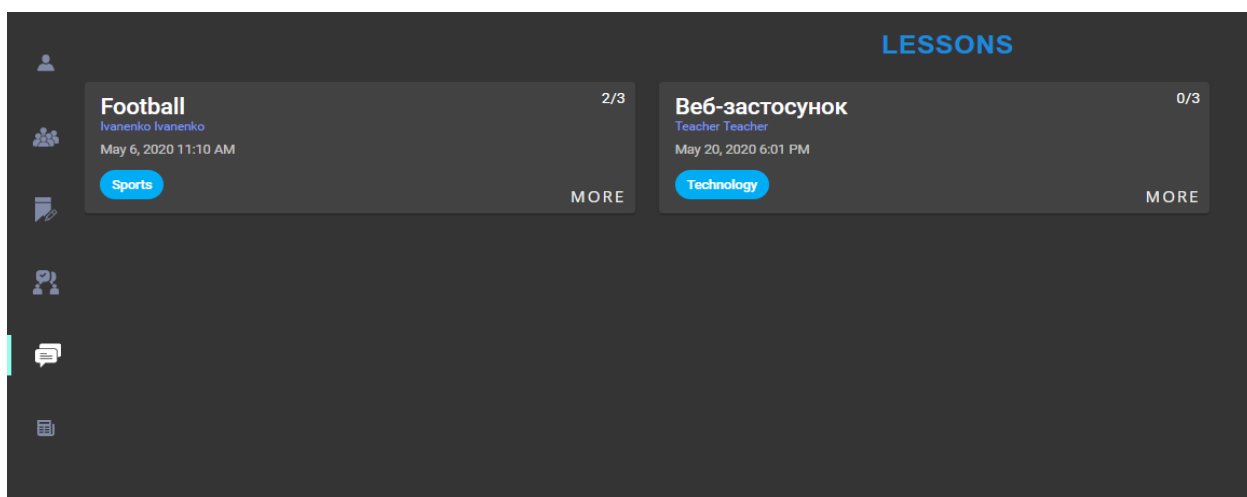 LESSONS
Football
2/3
Ivanenko Ivanenko
May 6, 2020 11:10 AM
Sports
MORE
Веб-застосунок
0/3
Teacher Teacher
May 20, 2020 6:01 PM
Technology
MORE